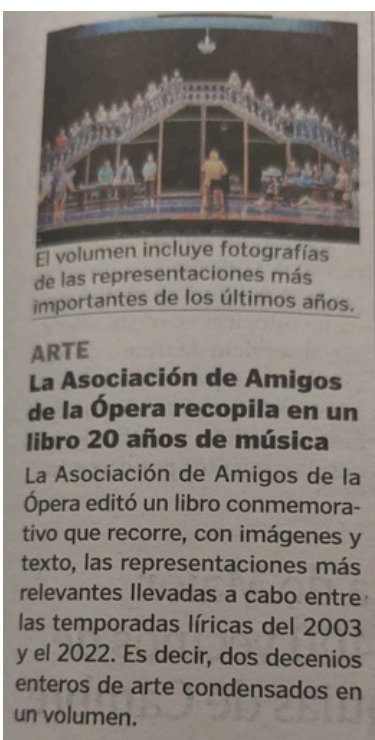 El volumen incluye fotografías
de las representaciones más
importantes de los últimos años.
ARTE
La Asociación de Amigos
de la Ópera recopila en un
libro 20 años de música
La Asociación de Amigos de la
Ópera editó un libro conmemora-
tivo que recorre, con imágenes y
texto, las representaciones más
relevantes llevadas a cabo entre
las temporadas líricas del 2003
y el 2022. Es decir, dos decenios
enteros de arte condensados en
un volumen.